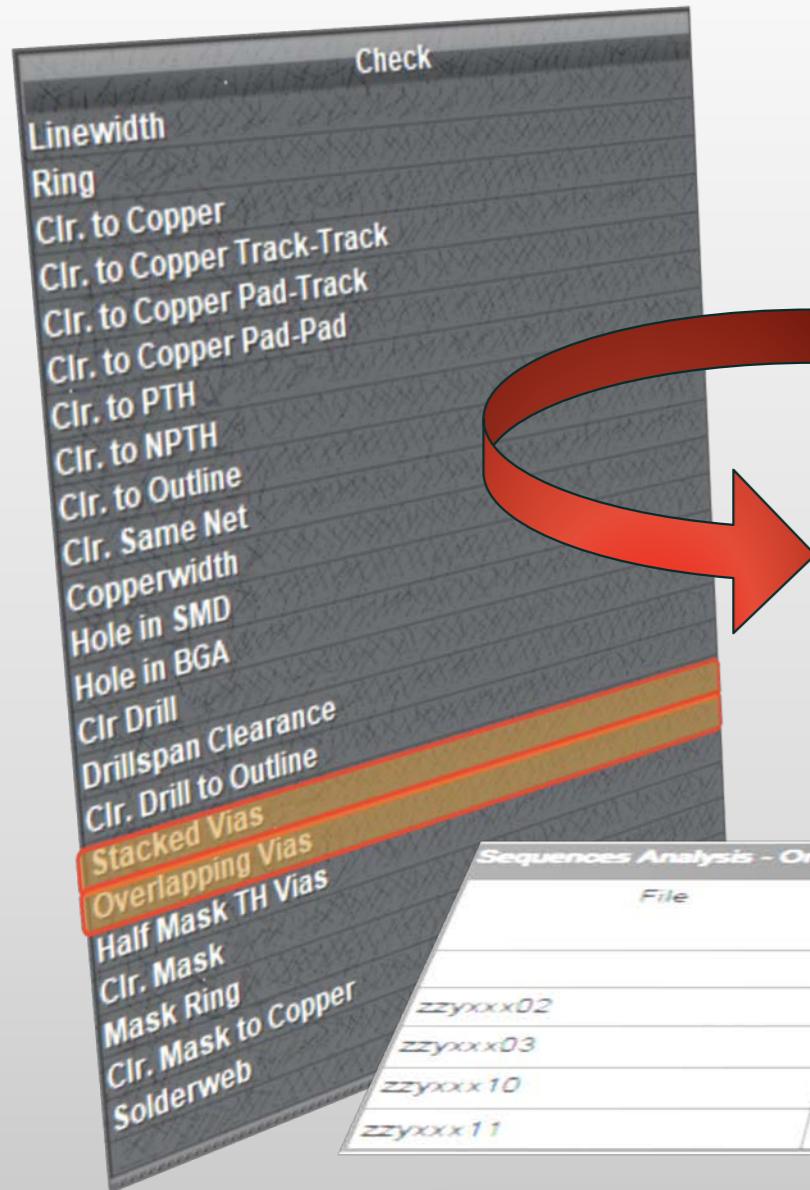 Check
Linewidth
Ring
Clr. to Copper
Clr. to Copper Track-Track
Clr. to Copper Pad-Track
Clr. to Copper Pad-Pad
Clr. to PTH
Clr. to NPTH
Clr. to Outline
Clr. Same Net
Copperwidth
Hole in SMD
Hole in BGA
Clr Drill
Drillspan Clearance
Clr. Drill to Outline
Stacked Vias
Overlapping Vias
Half Mask TH Vias
Clr. Mask
Mask Ring
Clr. Mask to Copper
Solderweb
Sequences Analysis - 
File
zzyxxx02
zzyxxx03
zzyxxx10
zzyxxx11